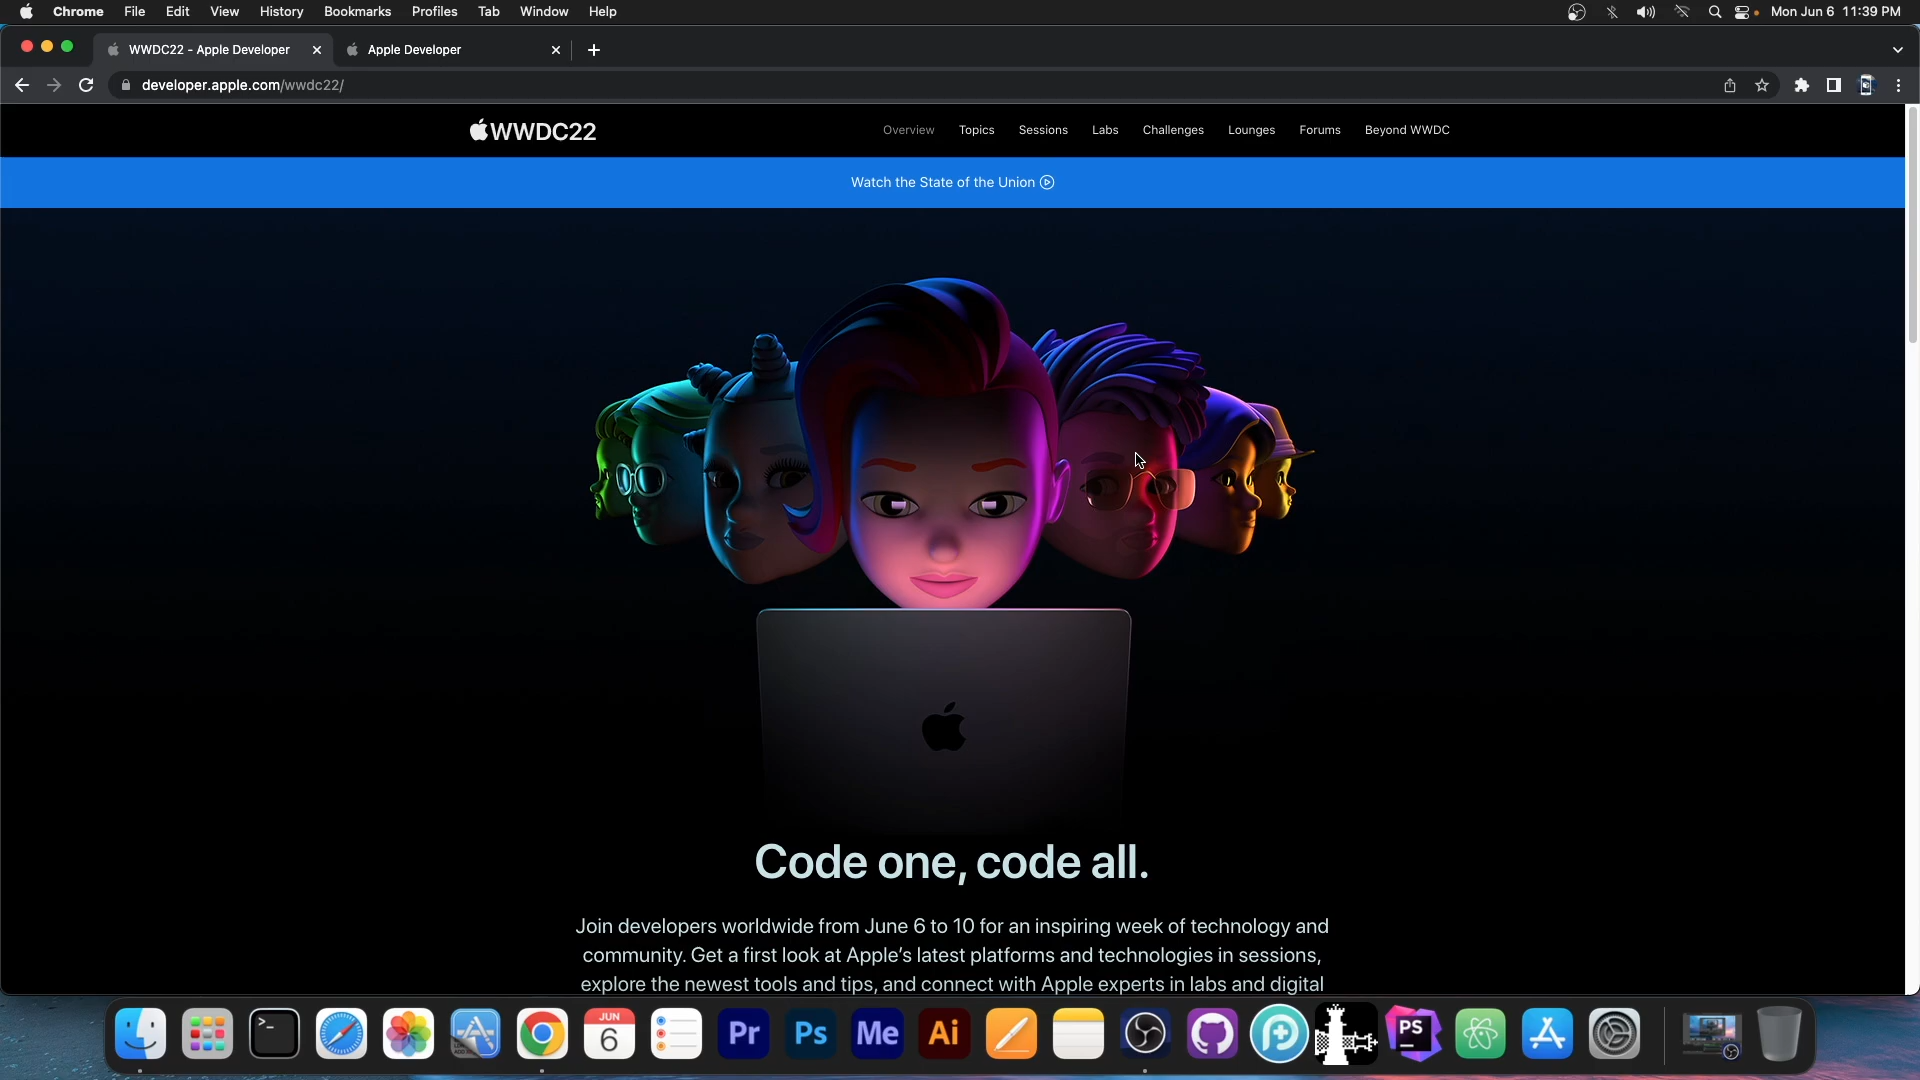 Chrome File Edit View History Bookmarks Profiles Tab Window Help Mon Jun 6 11:39 PM
WWDC22 - Apple Developer Apple Developer
developer.apple.com/wwdc22/
WWDC22 Overview Topics Sessions Labs Challenges Lounges Forums Beyond WWDC
Watch the State of the Union
Code one, code all.
Join developers worldwide from June 6 to 10 for an inspiring week of technology and
community. Get a first look at Apple’s latest platforms and technologies in sessions,
explore the newest tools and tips, and connect with Apple experts in labs and digital
JUN
6 Pr Ps Me Ai PS